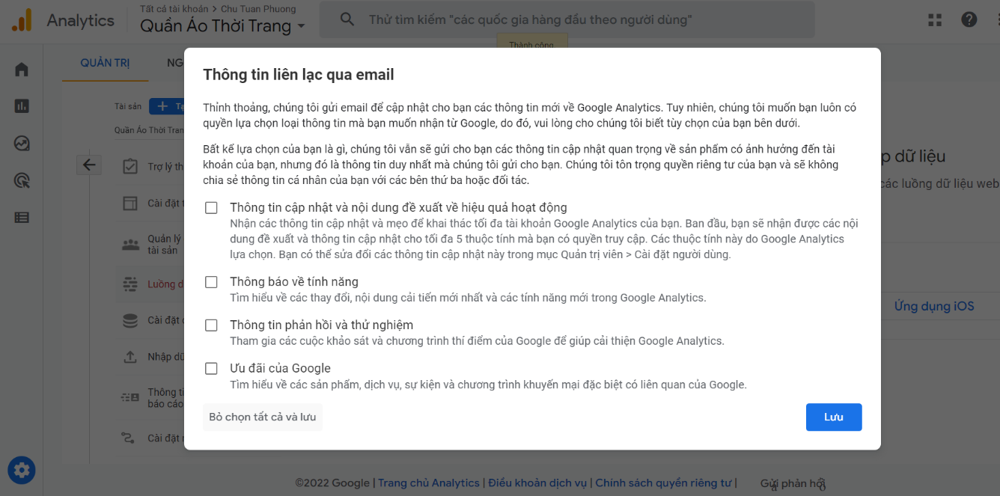 Analytics
Tất cả tài khoản > Chu Tuan Phuong
Quần Áo Thời Trang
Thử tìm kiếm "các quốc gia hàng đầu theo người dùng"
Thành công
QUẢN TRỊ
NG
Tài sản
Tạ
Quần Áo Thời Tran
Trợ lý th
Cài đặt t
Quản lý
tài sản
Luồng d
Cài đặt
Nhập dữ
Thông ti
báo cáo
Cài đặt
Thông tin liên lạc qua email
Thỉnh thoảng, chúng tôi gửi email để cập nhật cho bạn các thông tin mới về Google Analytics. Tuy nhiên, chúng tôi muốn bạn luôn có
quyền lựa chọn loại thông tin mà bạn muốn nhận từ Google, do đó, vui lòng cho chúng tôi biết tùy chọn của bạn bên dưới.
Bất kể lựa chọn của bạn là gì, chúng tôi vẫn sẽ gửi cho bạn các thông tin cập nhật quan trọng về sản phẩm có ảnh hưởng đến tài
khoản của bạn, nhưng đó là thông tin duy nhất mà chúng tôi gửi cho bạn. Chúng tôi tôn trọng quyền riêng tư của bạn và sẽ không
chia sẻ thông tin cá nhân của bạn với các bên thứ ba hoặc đối tác.
Thông tin cập nhật và nội dung đề xuất về hiệu quả hoạt động
Nhận các thông tin cập nhật và mẹo để khai thác tối đa tài khoản Google Analytics của bạn. Ban đầu, bạn sẽ nhận được các nội
dung đề xuất và thông tin cập nhật cho tối đa 5 thuộc tính mà bạn có quyền truy cập. Các thuộc tính này do Google Analytics
lựa chọn. Bạn có thể sửa đổi các thông tin cập nhật này trong mục Quản trị viên > Cài đặt người dùng.
Thông báo về tính năng
Tìm hiểu về các thay đổi, nội dung cải tiến mới nhất và các tính năng mới trong Google Analytics.
Thông tin phản hồi và thử nghiệm
Tham gia các cuộc khảo sát và chương trình thí điểm của Google để giúp cải thiện Google Analytics.
Ưu đãi của Google
Tìm hiểu về các sản phẩm, dịch vụ, sự kiện và chương trình khuyến mại đặc biệt có liên quan của Google.
Bỏ chọn tất cả và lưu
Lưu
p dữ liệu
các luồng dữ liệu web
Ứng dụng iOS
©2022 Google | Trang chủ Analytics | Điều khoản dịch vụ | Chính sách quyền riêng tư |
Gửi phản hồi